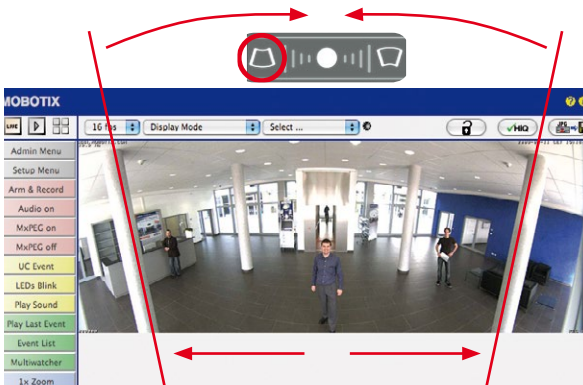 MOBOTIX
LIVE
16 fps
Display Mode
Select ...
HIQ
Admin Menu
Setup Menu
Arm & Record
Audio on
MxPEG on
MxPEG off
UC Event
LEDs Blink
Play Sound
Play Last Event
Event List
Multiwatcher
1x Zoom